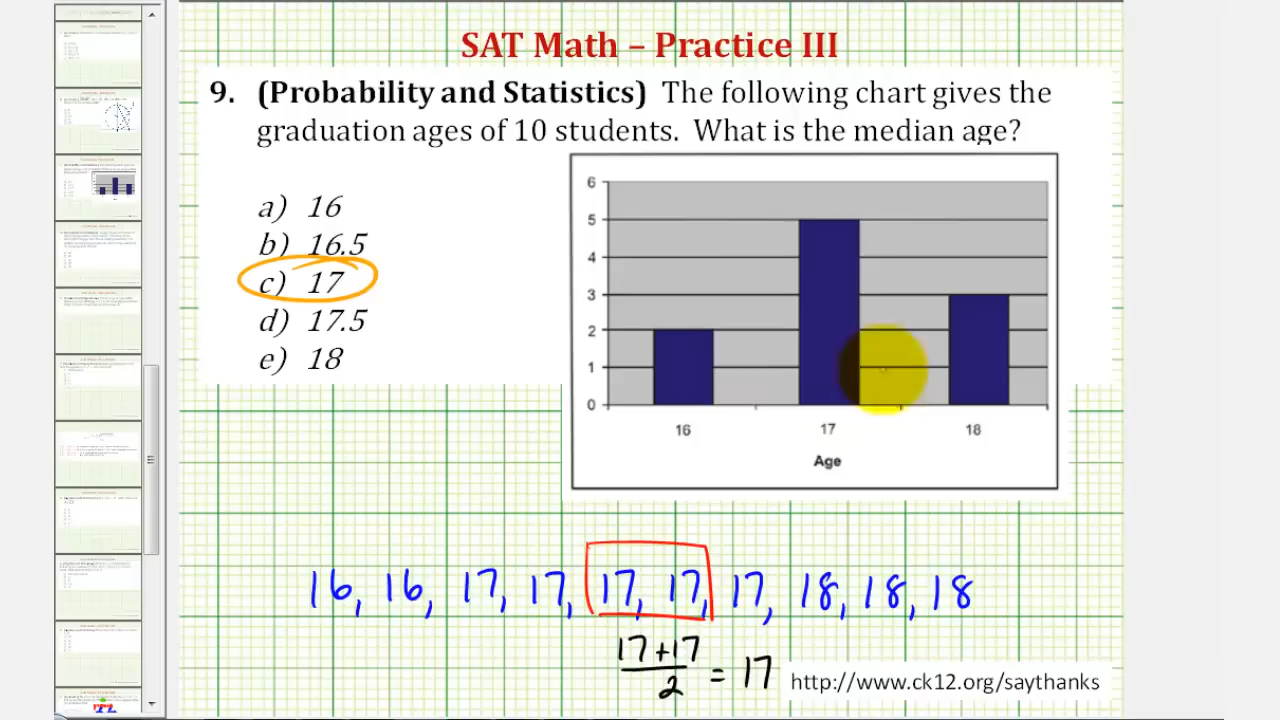 SAT Math – Practice III
9. (Probability and Statistics) The following chart gives the
graduation ages of 10 students. What is the median age?
a) 16
b) 16.5
c) 17
d) 17.5
e) 18
6
5
4
3
2
1
0
16 17 18
Age
16, 16, 17, 17, 17, 17, 17, 18, 18, 18
17+17
2
= 17
http://www.ck12.org/saythanks